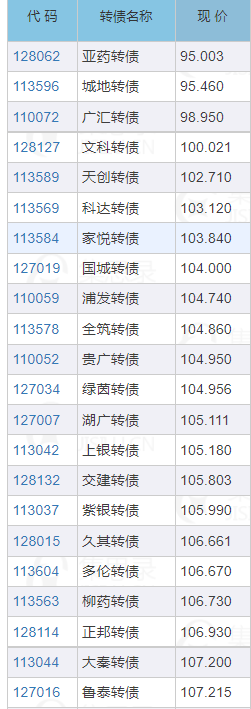 代 码 转债名称 现 价
128062 亚药转债 95.003
113596 城地转债 95.460
110072 广汇转债 98.950
128127 文科转债 100.021
113589 天创转债 102.710
113569 科达转债 103.120
113584 家悦转债 103.840
127019 国城转债 104.000
110059 浦发转债 104.740
113578 全筑转债 104.860
110052 贵广转债 104.950
127034 绿茵转债 104.956
127007 湖广转债 105.111
113042 上银转债 105.180
128132 交建转债 105.803
113037 紫银转债 105.990
128015 久其转债 106.661
113604 多伦转债 106.670
113563 柳药转债 106.730
128114 正邦转债 106.930
113044 大秦转债 107.200
127016 鲁泰转债 107.215